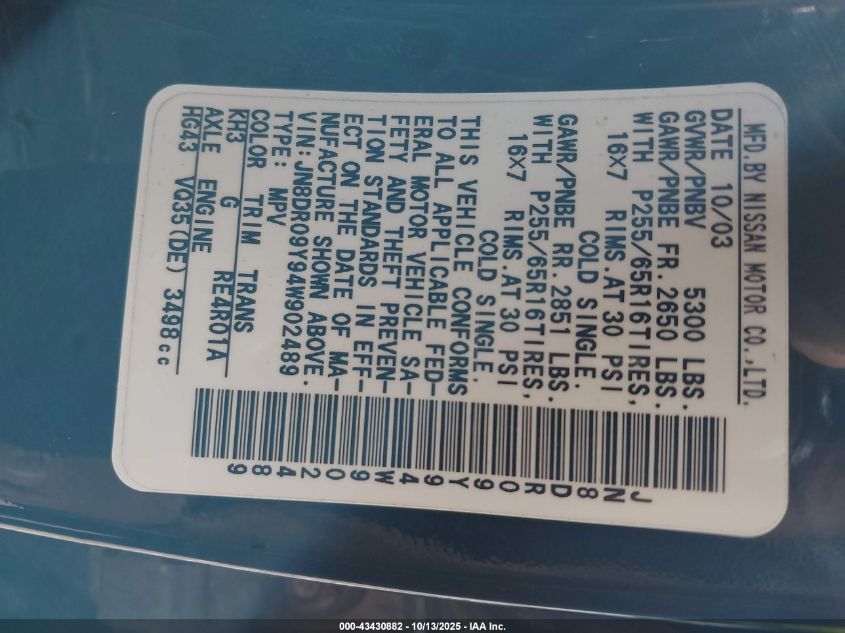 MFD.BY NISSAN MOTOR CO.,LTD.
DATE 10/03
GVWR/PNBV 5300 LBS.
GAWR/PNBE FR. 2650 LBS.
WITH P255/65R16TIRES,
16X7 RIMS.AT 30 PSI
COLD SINGLE.
GAWR/PNBE RR. 2851 LBS.
WITH P255/65R16TIRES,
16X7 RIMS.AT 30 PSI
COLD SINGLE.
THIS VEHICLE CONFORMS
TO ALL APPLICABLE FED-
ERAL MOTOR VEHICLE SA-
FETY AND THEFT PREVEN-
TION STANDARDS IN EFF-
ECT ON THE DATE OF MA-
NUFACTURE SHOWN ABOVE.
VIN:JN8DR09Y94W902489
TYPE: MPV
COLOR TRIM TRANS
KH3 G RE4R01A
AXLE ENGINE
HG43 VG35(DE) 3498cc
JN8DR09Y94W902489
000-43430882 - 10/13/2025 - IAA Inc.